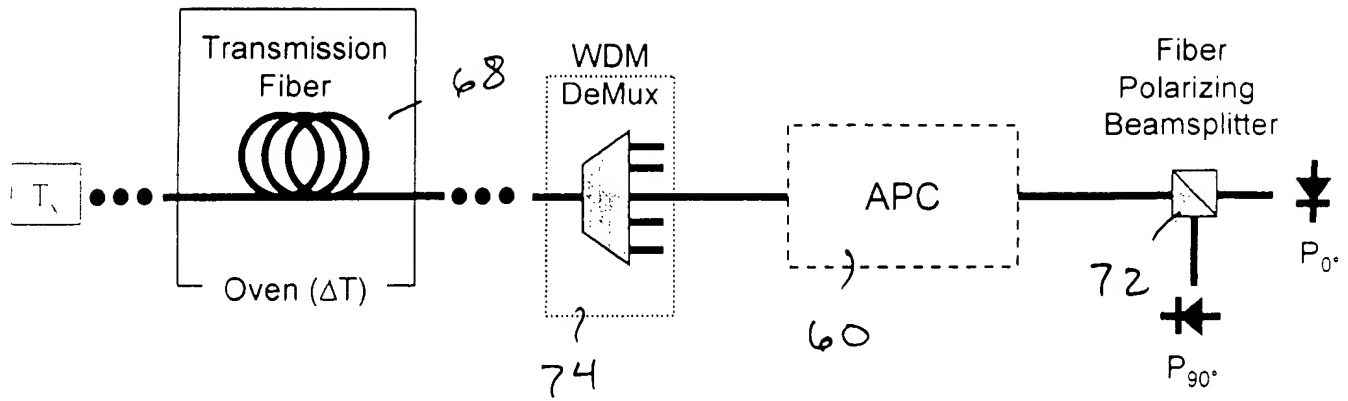 Transmission
Fiber
68
WDM
DeMux
Fiber
Polarizing
Beamsplitter
APC
P0°
Oven (ΔT)
72
60
74
P90°